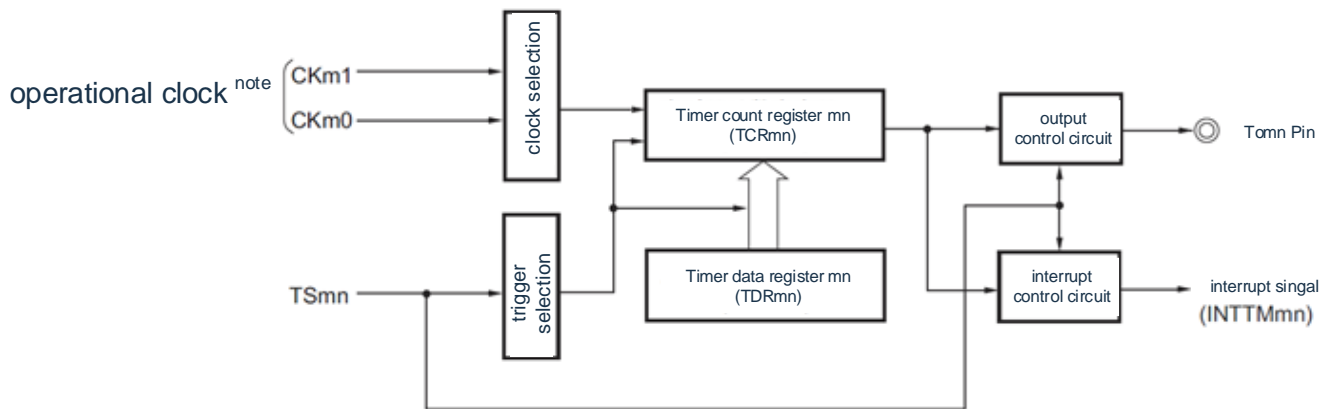 operational clock note
CKm1
CKm0
clock selection
Timer count register mn
(TCRmn)
output
control circuit
Tomn Pin
TSmn
trigger
selection
Timer data register mn
(TDRmn)
interrupt
control circuit
interrupt singal
(INTTMmn)